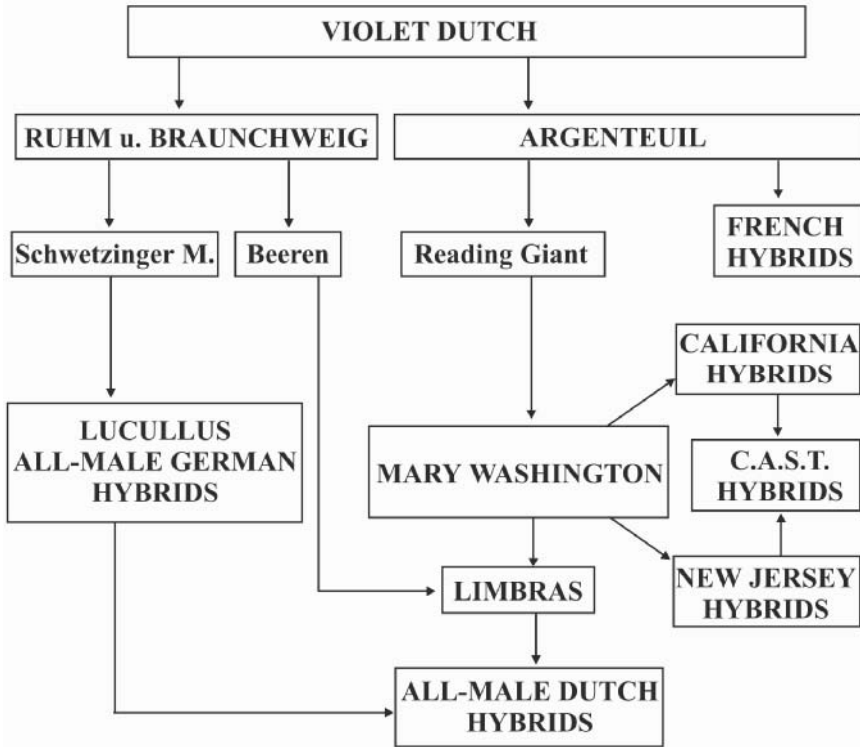 VIOLET DUTCH
RUHM u. BRAUNCHWEIG
ARGENTEUIL
Schwetzinger M.
Beeren
Reading Giant
FRENCH
HYBRIDS
CALIFORNIA
HYBRIDS
LUCULLUS
ALL-MALE GERMAN
HYBRIDS
MARY WASHINGTON
C.A.S.T.
HYBRIDS
LIMBRAS
NEW JERSEY
HYBRIDS
ALL-MALE DUTCH
HYBRIDS